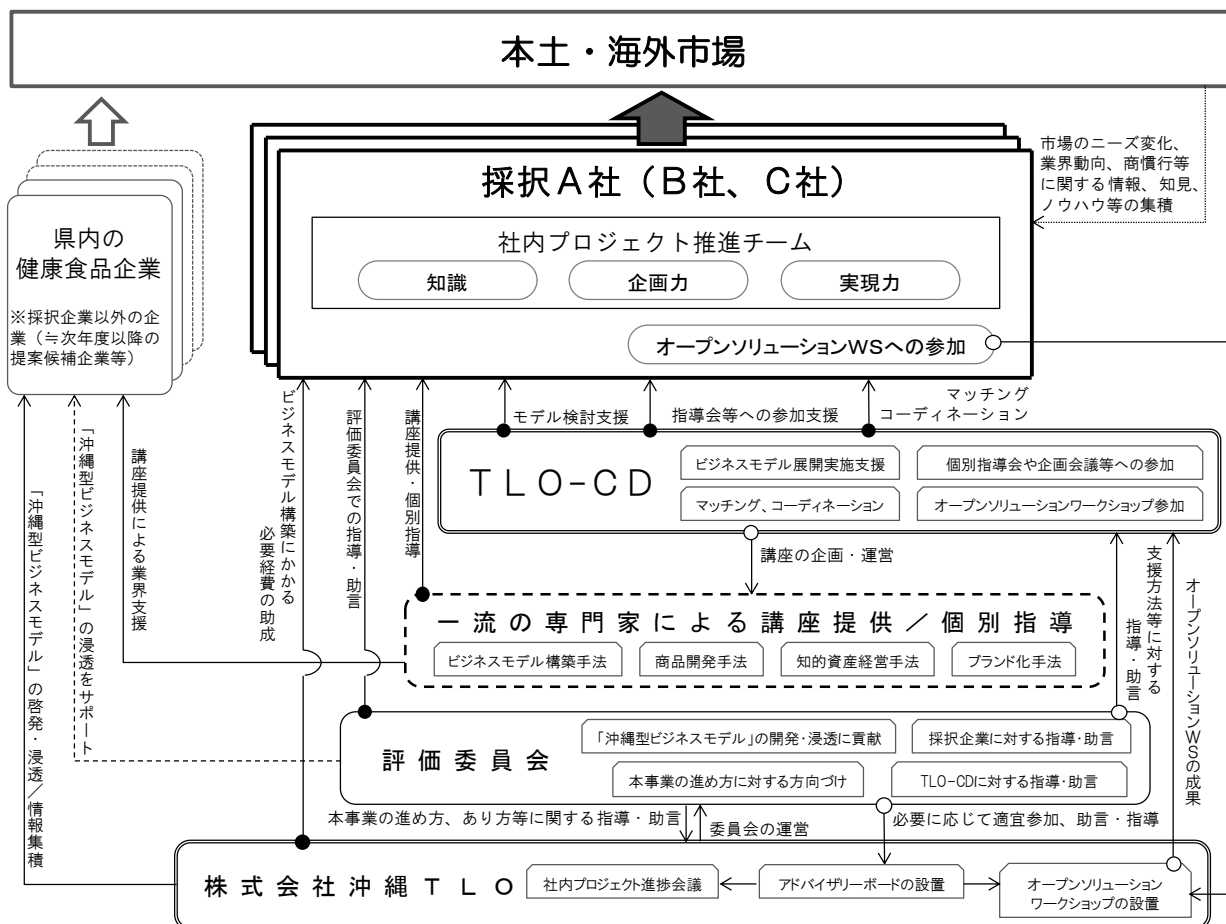 本土・海外市場
市場のニーズ変化、
業界動向、商慣行等
に関する情報、知見、
ノウハウ等の集積
採択A社（B社、C社）
社内プロジェクト推進チーム
知識
企画力
実現力
オープンソリューションWSへの参加
県内の
健康食品企業
※採択企業以外の企
業（≒次年度以降の
提案候補企業等）
「沖縄型ビジネスモデル」の啓発・浸透／情報集積
「沖縄型ビジネスモデル」の浸透をサポート
講座提供による業界支援
ビジネスモデル構築にかかる
必要経費の助成
評価委員会での指導・助言
講座提供・個別指導
モデル検討支援
指導会等への参加支援
マッチング
コーディネーション
TLO-CD
ビジネスモデル展開実施支援
個別指導会や企画会議等への参加
マッチング、コーディネーション
オープンソリューションワークショップ参加
講座の企画・運営
支援方法等に対する
指導・助言
オープンソリューションWSの成果
一流の専門家による講座提供／個別指導
ビジネスモデル構築手法
商品開発手法
知的資産経営手法
ブランド化手法
評価委員会
「沖縄型ビジネスモデル」の開発・浸透に貢献
採択企業に対する指導・助言
本事業の進め方に対する方向づけ
TLO-CDに対する指導・助言
本事業の進め方、あり方等に関する指導・助言
委員会の運営
必要に応じて適宜参加、助言・指導
株式会社沖縄TLO
社内プロジェクト進捗会議
アドバイザリーボードの設置
オープンソリューション
ワークショップの設置